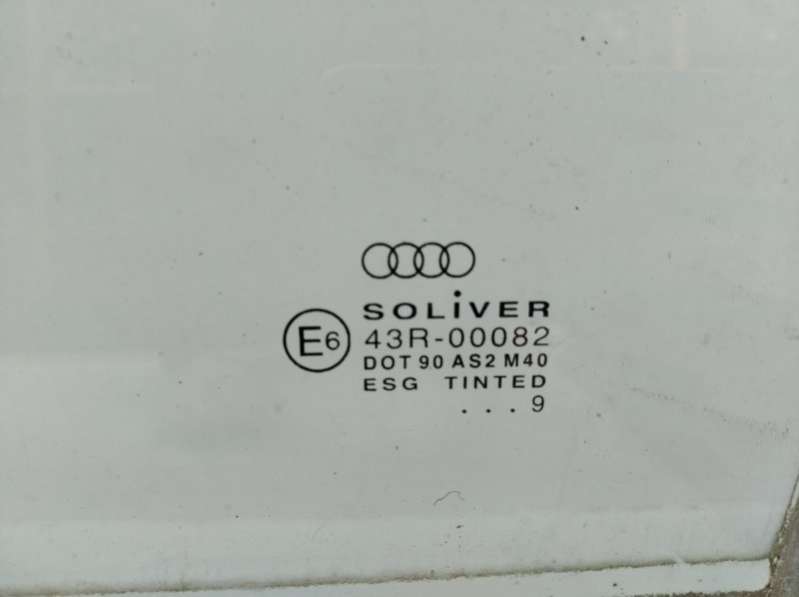 SOLiVER
E6 43R-00082
DOT 90 AS2 M40
ESG TINTED
. . . 9